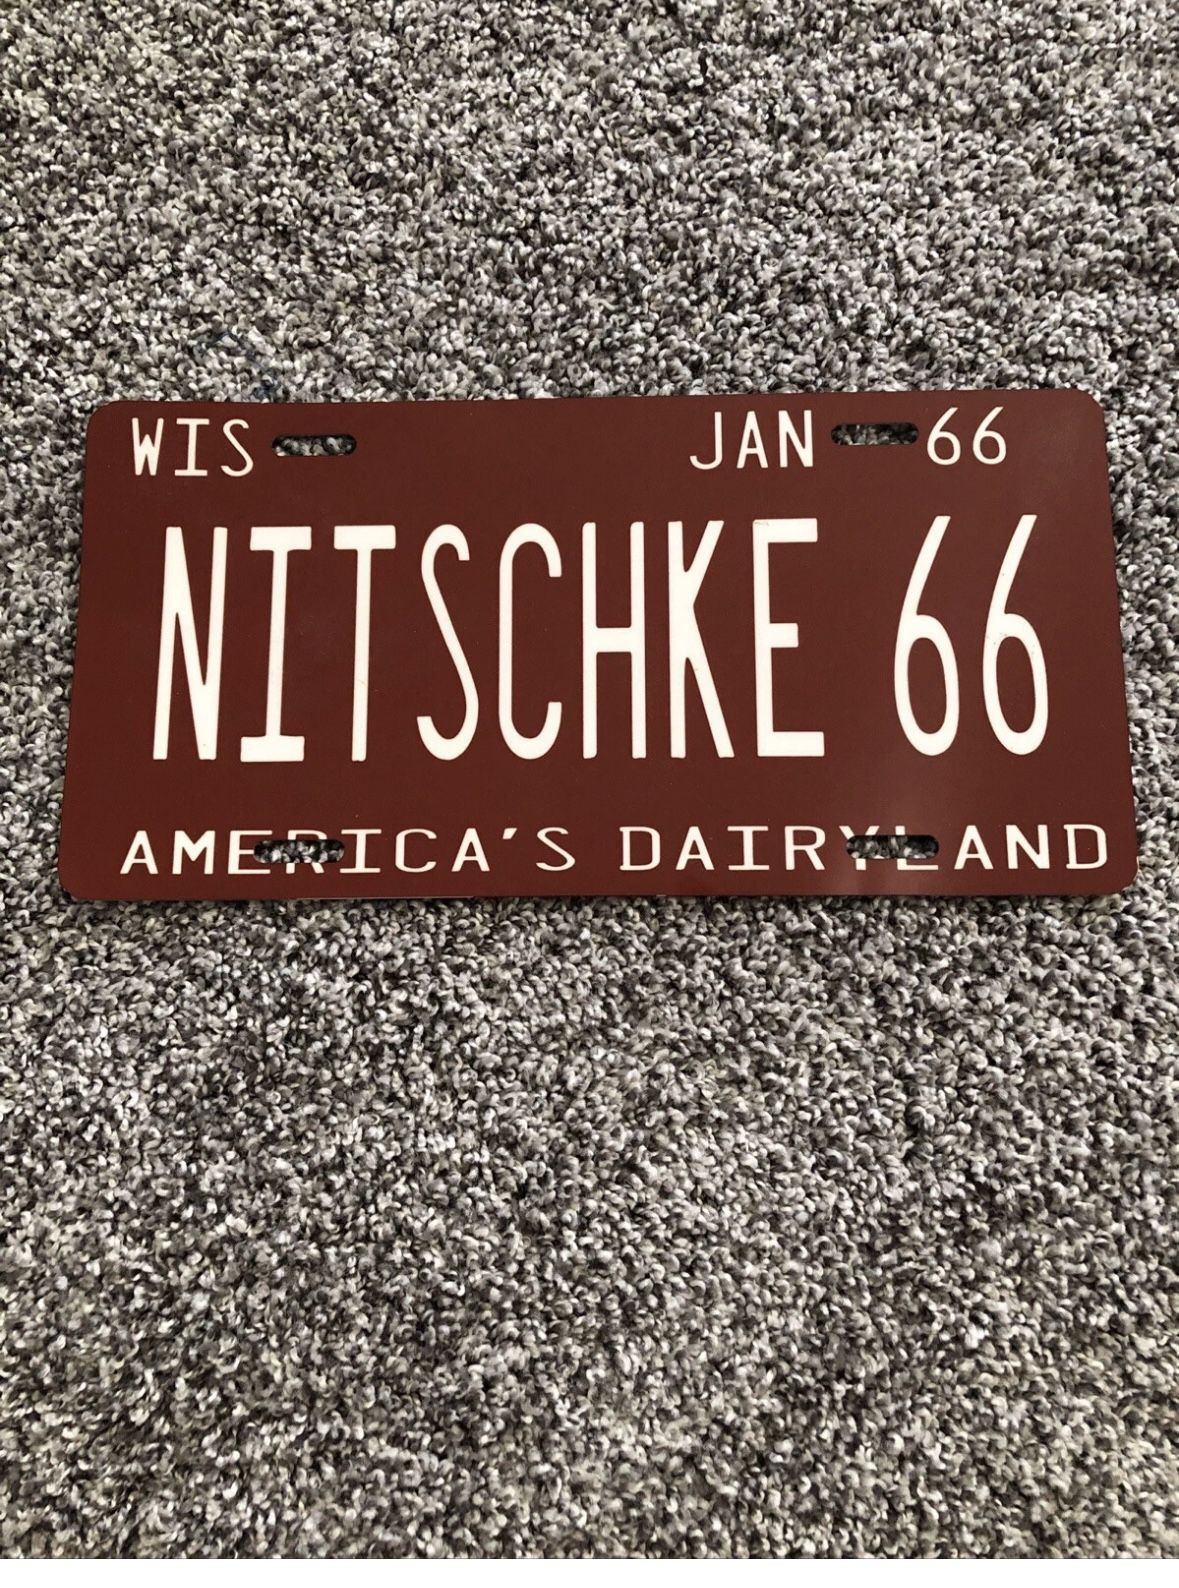 WIS JAN 66
NITSCHKE 66
AMERICA'S DAIRYLAND